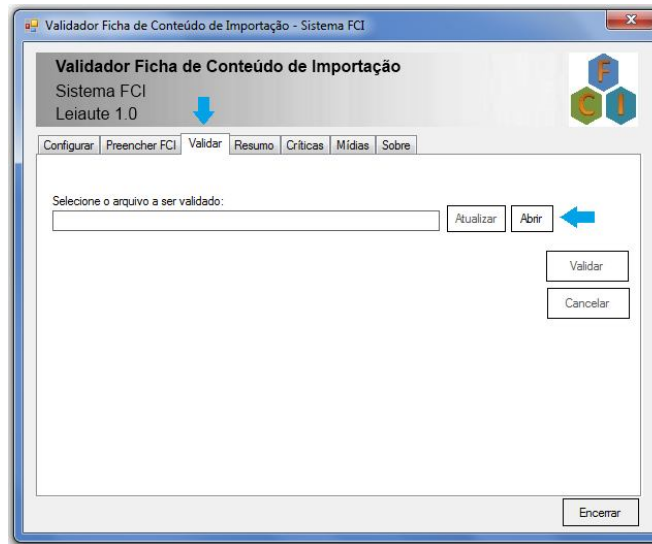 Validador Ficha de Conteúdo de Importação - Sistema FCI
X
Validador Ficha de Conteúdo de Importação
Sistema FCI
Leiaute 1.0
F
C I
Configurar Preencher FCI Validar Resumo Críticas Mídias Sobre
Selecione o arquivo a ser validado:
Atualizar Abrir
Validar
Cancelar
Encerrar